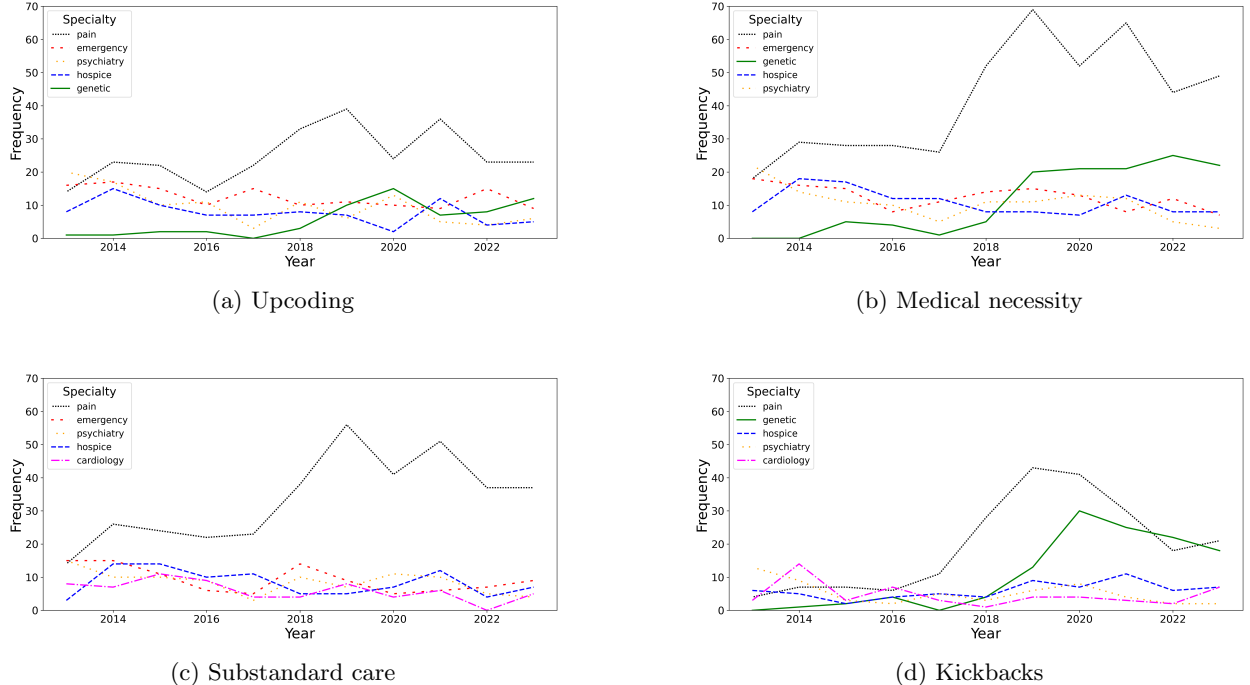 70
60
50
40
30
20
10
0
Frequency
Specialty
pain
emergency
psychiatry
hospice
genetic
2014 2016 2018 2020 2022
Year
(a) Upcoding
70
60
50
40
30
20
10
0
Frequency
Specialty
pain
emergency
genetic
hospice
psychiatry
2014 2016 2018 2020 2022
Year
(b) Medical necessity
70
60
50
40
30
20
10
0
Frequency
Specialty
pain
emergency
psychiatry
hospice
cardiology
2014 2016 2018 2020 2022
Year
(c) Substandard care
70
60
50
40
30
20
10
0
Frequency
Specialty
pain
genetic
hospice
psychiatry
cardiology
2014 2016 2018 2020 2022
Year
(d) Kickbacks